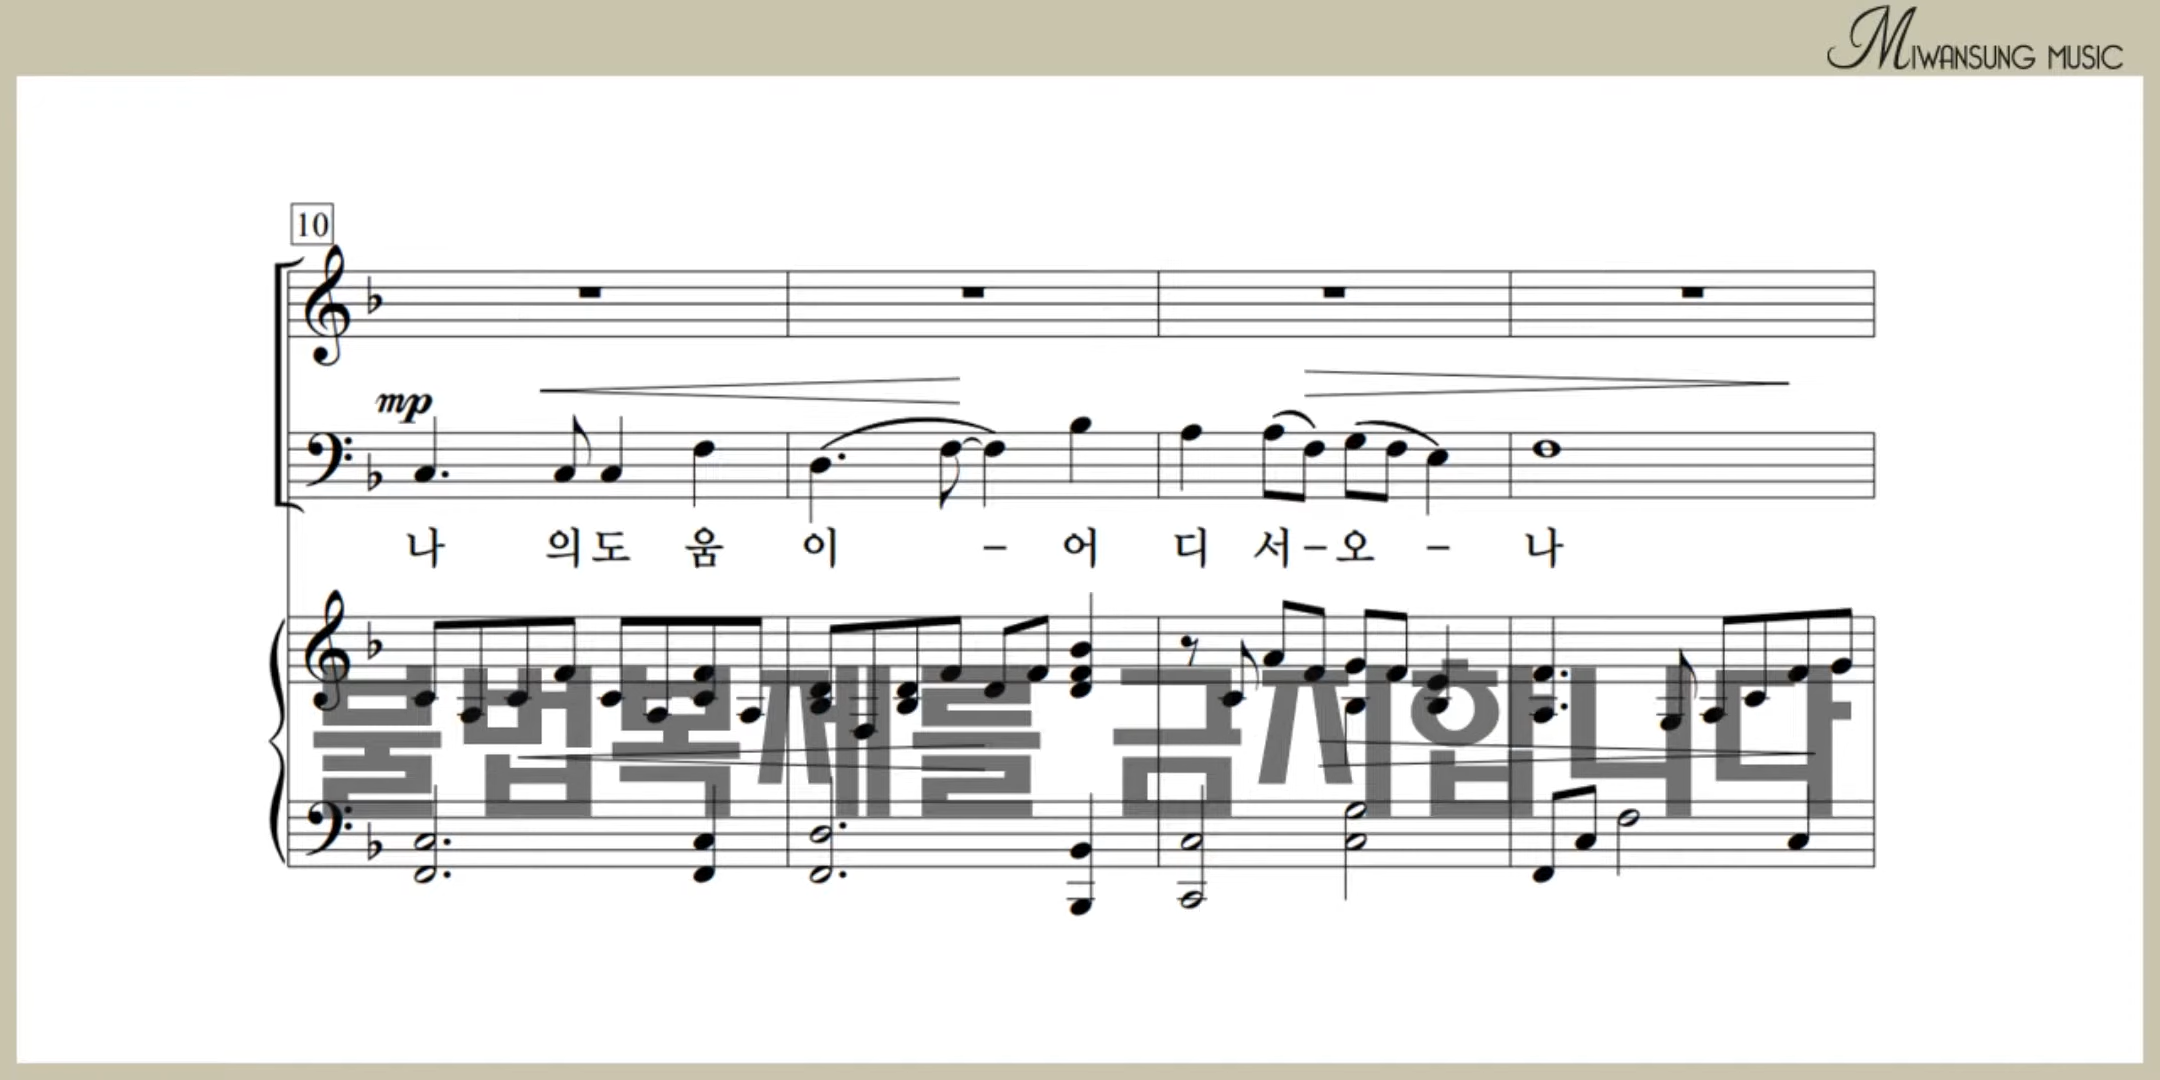 MIWANSUNG MUSIC
10
mp
나 의 도 움 이 - 어 디 서 - 오 - 나
불법복제를 금지합니다